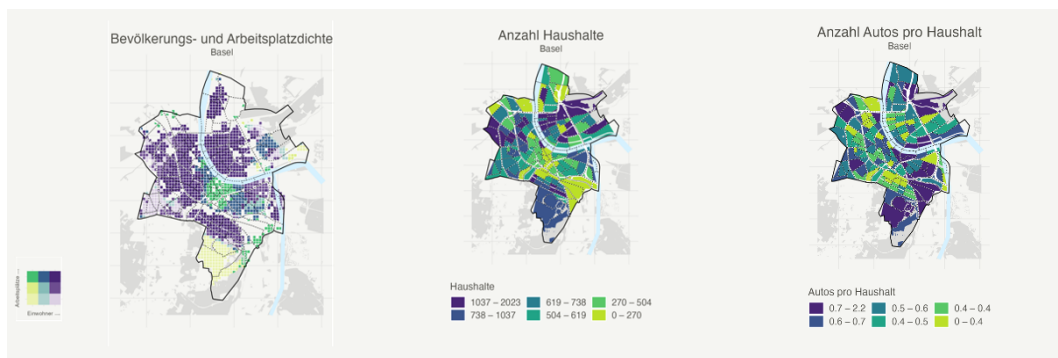 Bevölkerungs- und Arbeitsplatzdichte
Basel
Arbeitsplätze ...
Einwohner ...
Anzahl Haushalte
Basel
Haushalte
1037 – 2023
619 – 738
270 – 504
738 – 1037
504 – 619
0 – 270
Anzahl Autos pro Haushalt
Basel
Autos pro Haushalt
0.7 – 2.2
0.5 – 0.6
0.4 – 0.4
0.6 – 0.7
0.4 – 0.5
0 – 0.4